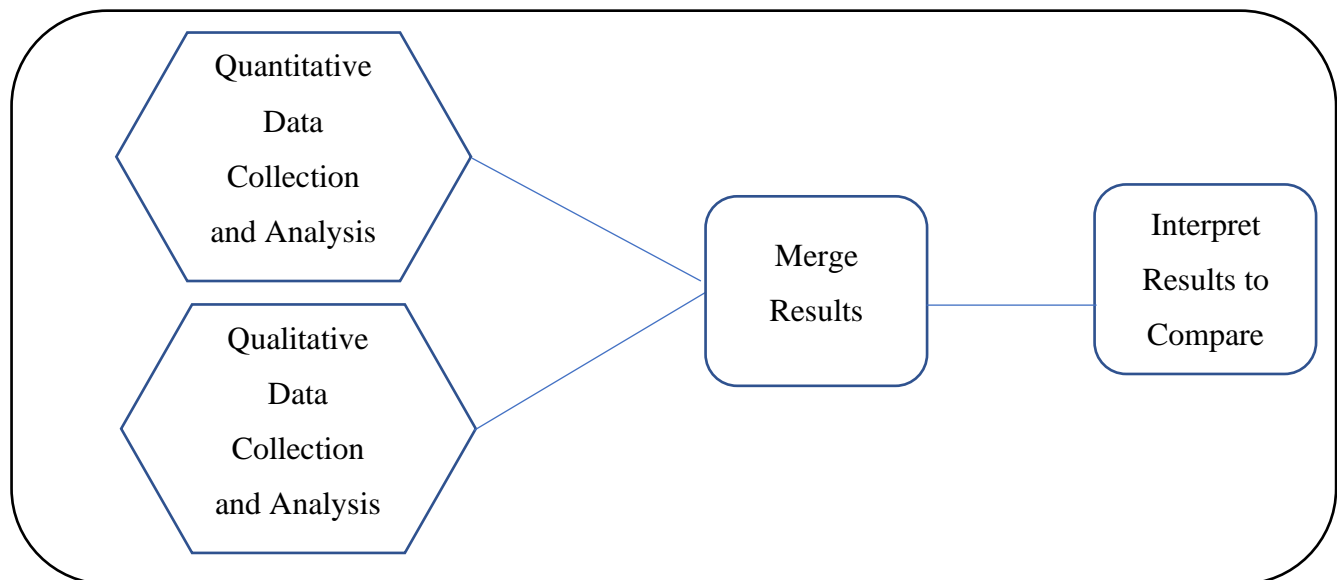 Quantitative
Data
Collection
and Analysis
Qualitative
Data
Collection
and Analysis
Merge
Results
Interpret
Results to
Compare